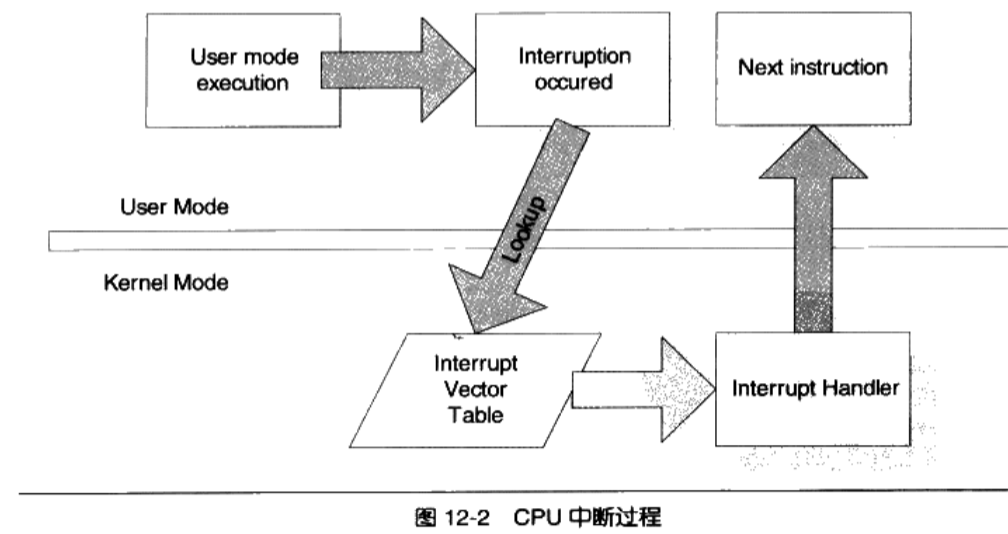 User mode
execution
Interruption
occured
Next instruction
User Mode
Lookup
Kernel Mode
Interrupt
Vector
Table
Interrupt Handler
图 12-2 CPU 中断过程